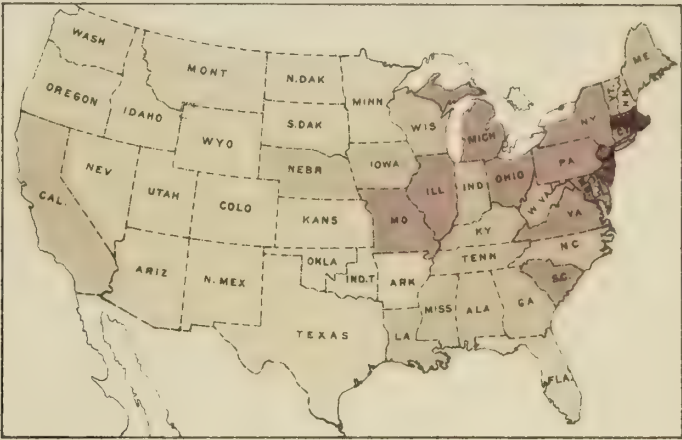 WASH
MONT
N. DAK
MINN
ME
OREGON
IDAHO
S. DAK
WIS
MICH
VT.
N.H.
NY
WYO
IOWA
PA
CT.
NEV
NEBR
ILL
IND
OHIO
CAL.
UTAH
COLO
KANS
MO
W VA
VA
KY
N C
ARIZ
N. MEX
OKLA
IND. T
ARK
TENN
S.C.
TEXAS
LA
MISS
ALA
GA
FLA.